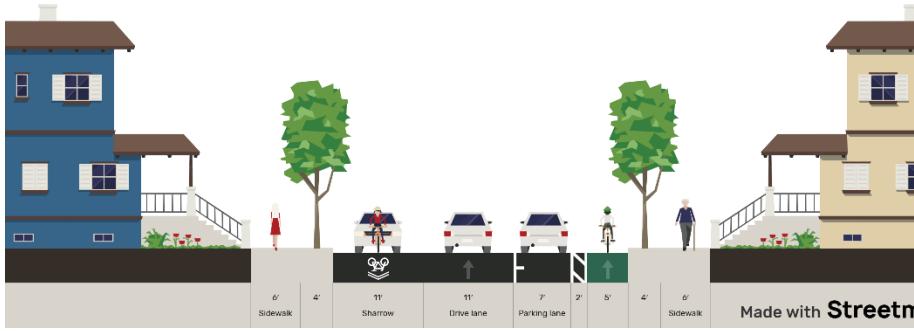 6' 4' 11' 11' 7' 2' 5' 4' 6'
Sidewalk Sharrow Drive lane Parking lane Sidewalk
Made with Streetm